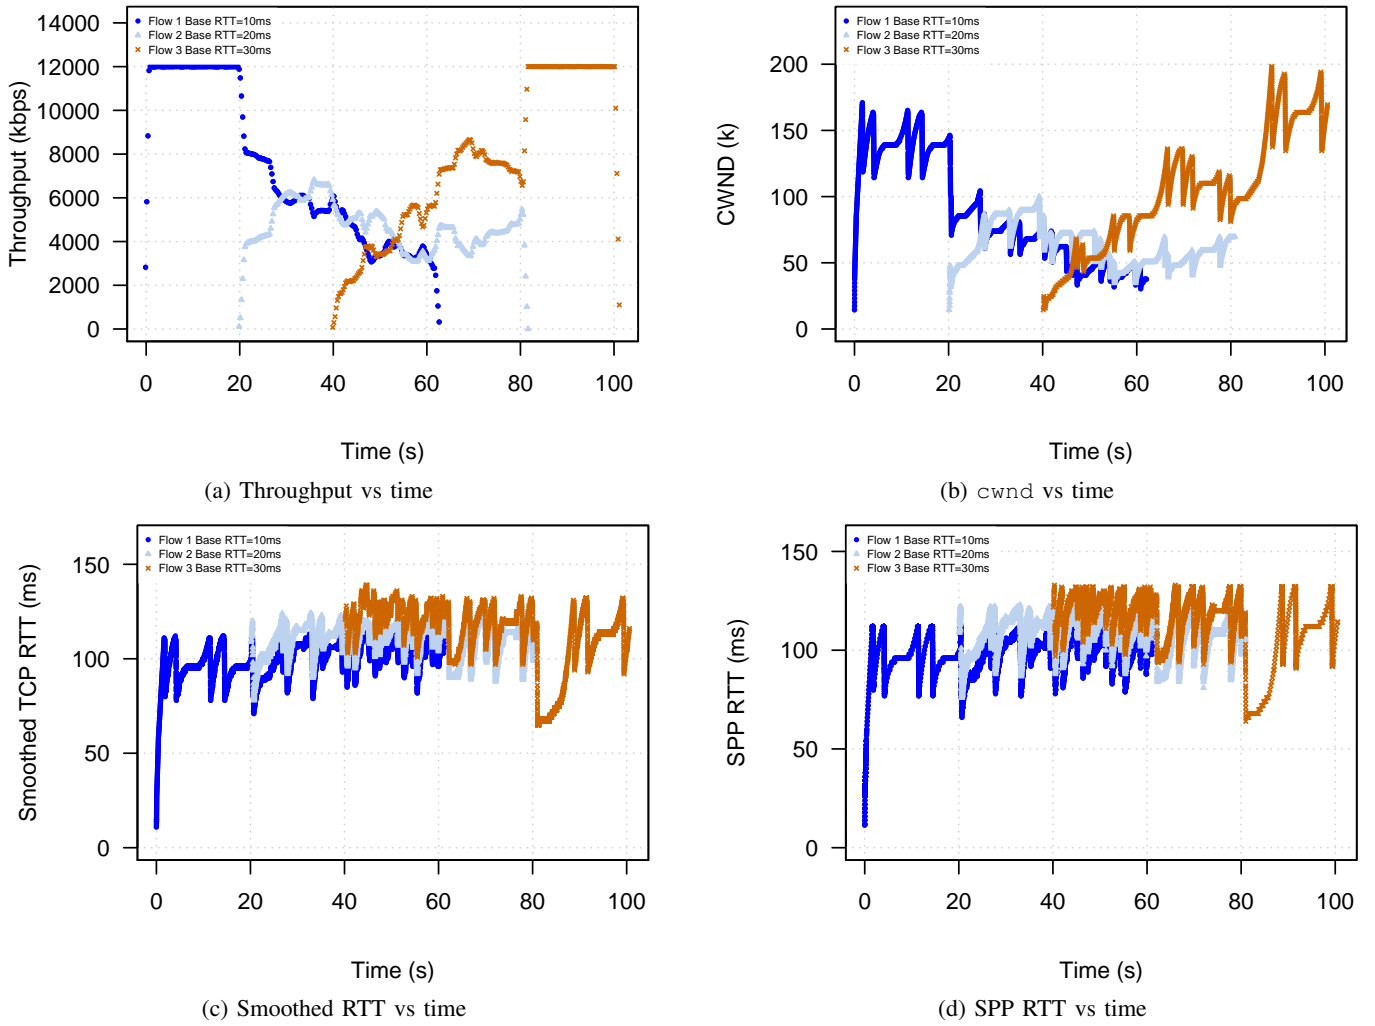 Flow 1 Base RTT=10ms
Flow 2 Base RTT=20ms
Flow 3 Base RTT=30ms
Throughput (kbps)
14000
12000
10000
8000
6000
4000
2000
0
0 20 40 60 80 100
Time (s)
(a) Throughput vs time
Flow 1 Base RTT=10ms
Flow 2 Base RTT=20ms
Flow 3 Base RTT=30ms
CWND (k)
200
150
100
50
0
0 20 40 60 80 100
Time (s)
(b) cwnd vs time
Flow 1 Base RTT=10ms
Flow 2 Base RTT=20ms
Flow 3 Base RTT=30ms
Smoothed TCP RTT (ms)
150
100
50
0
0 20 40 60 80 100
Time (s)
(c) Smoothed RTT vs time
Flow 1 Base RTT=10ms
Flow 2 Base RTT=20ms
Flow 3 Base RTT=30ms
SPP RTT (ms)
150
100
50
0
0 20 40 60 80 100
Time (s)
(d) SPP RTT vs time